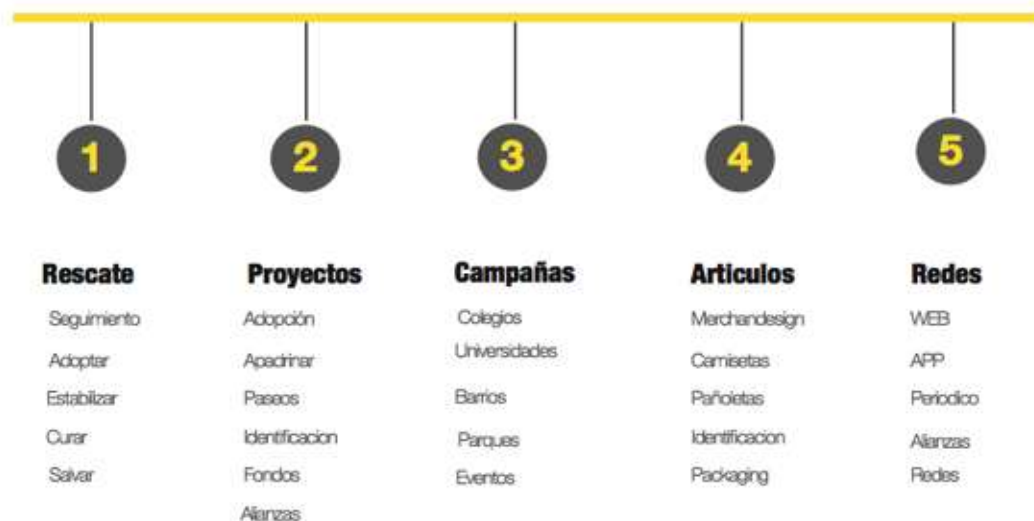 1
2
3
4
5
Rescate
Seguimiento
Adoptar
Estabilizar
Curar
Salvar
Proyectos
Adopción
Apadrinar
Paseos
Identificacion
Fondos
Alianzas
Campañas
Colegios
Universidades
Barrios
Parques
Eventos
Articulos
Merchandesign
Camisetas
Pañoletas
Identificacion
Packaging
Redes
WEB
APP
Periodico
Alianzas
Redes